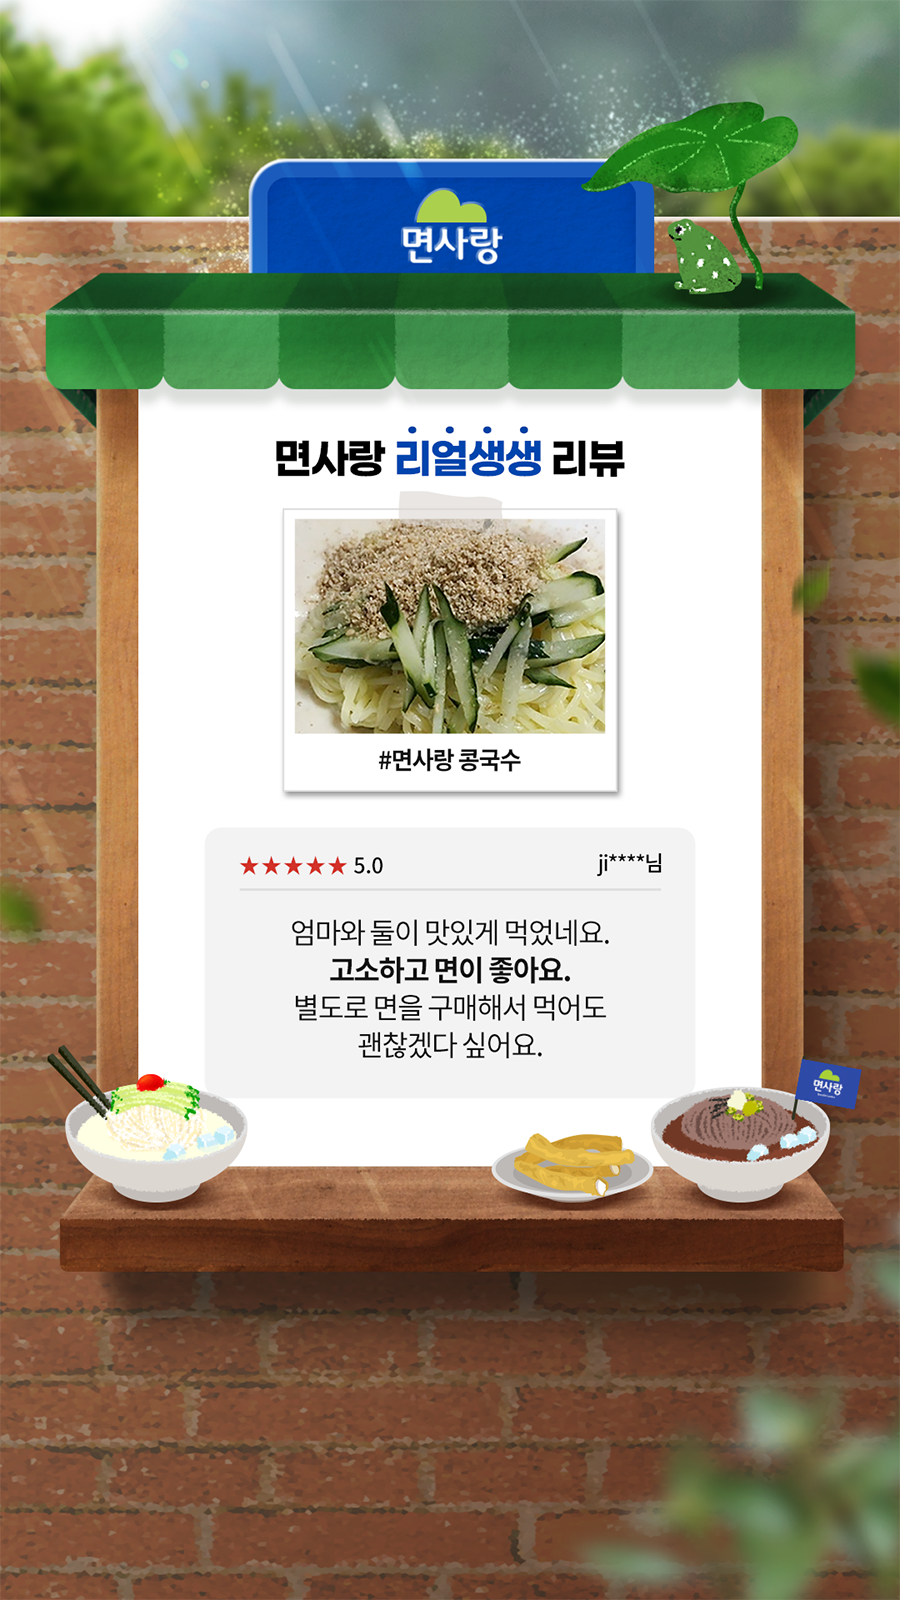 면사랑
면사랑 리얼생생 리뷰
#면사랑 콩국수
★★★★★ 5.0
ji****님
엄마와 둘이 맛있게 먹었네요.
고소하고 면이 좋아요.
별도로 면을 구매해서 먹어도
괜찮겠다 싶어요.
면사랑